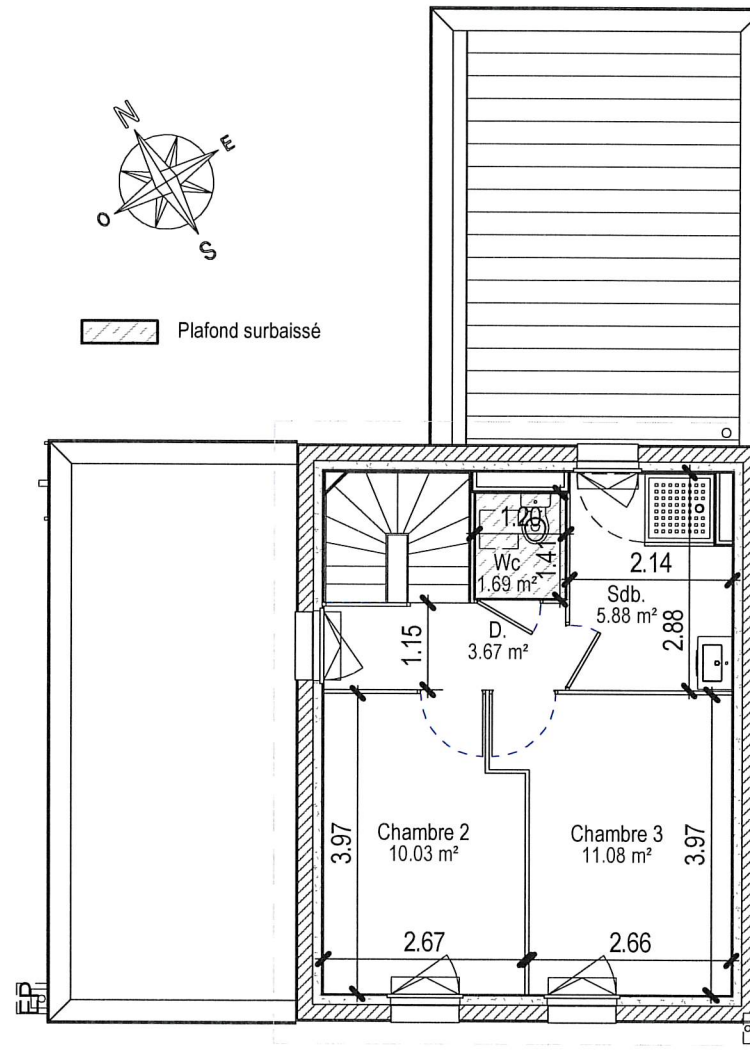 N
E
O
S
Plafond surbaissé
1.20
Wc
1.69 m²
1.41
2.14
Sdb.
5.88 m²
2.88
D.
3.67 m²
1.15
Chambre 2
10.03 m²
3.97
Chambre 3
11.08 m²
3.97
2.67
2.66
EP